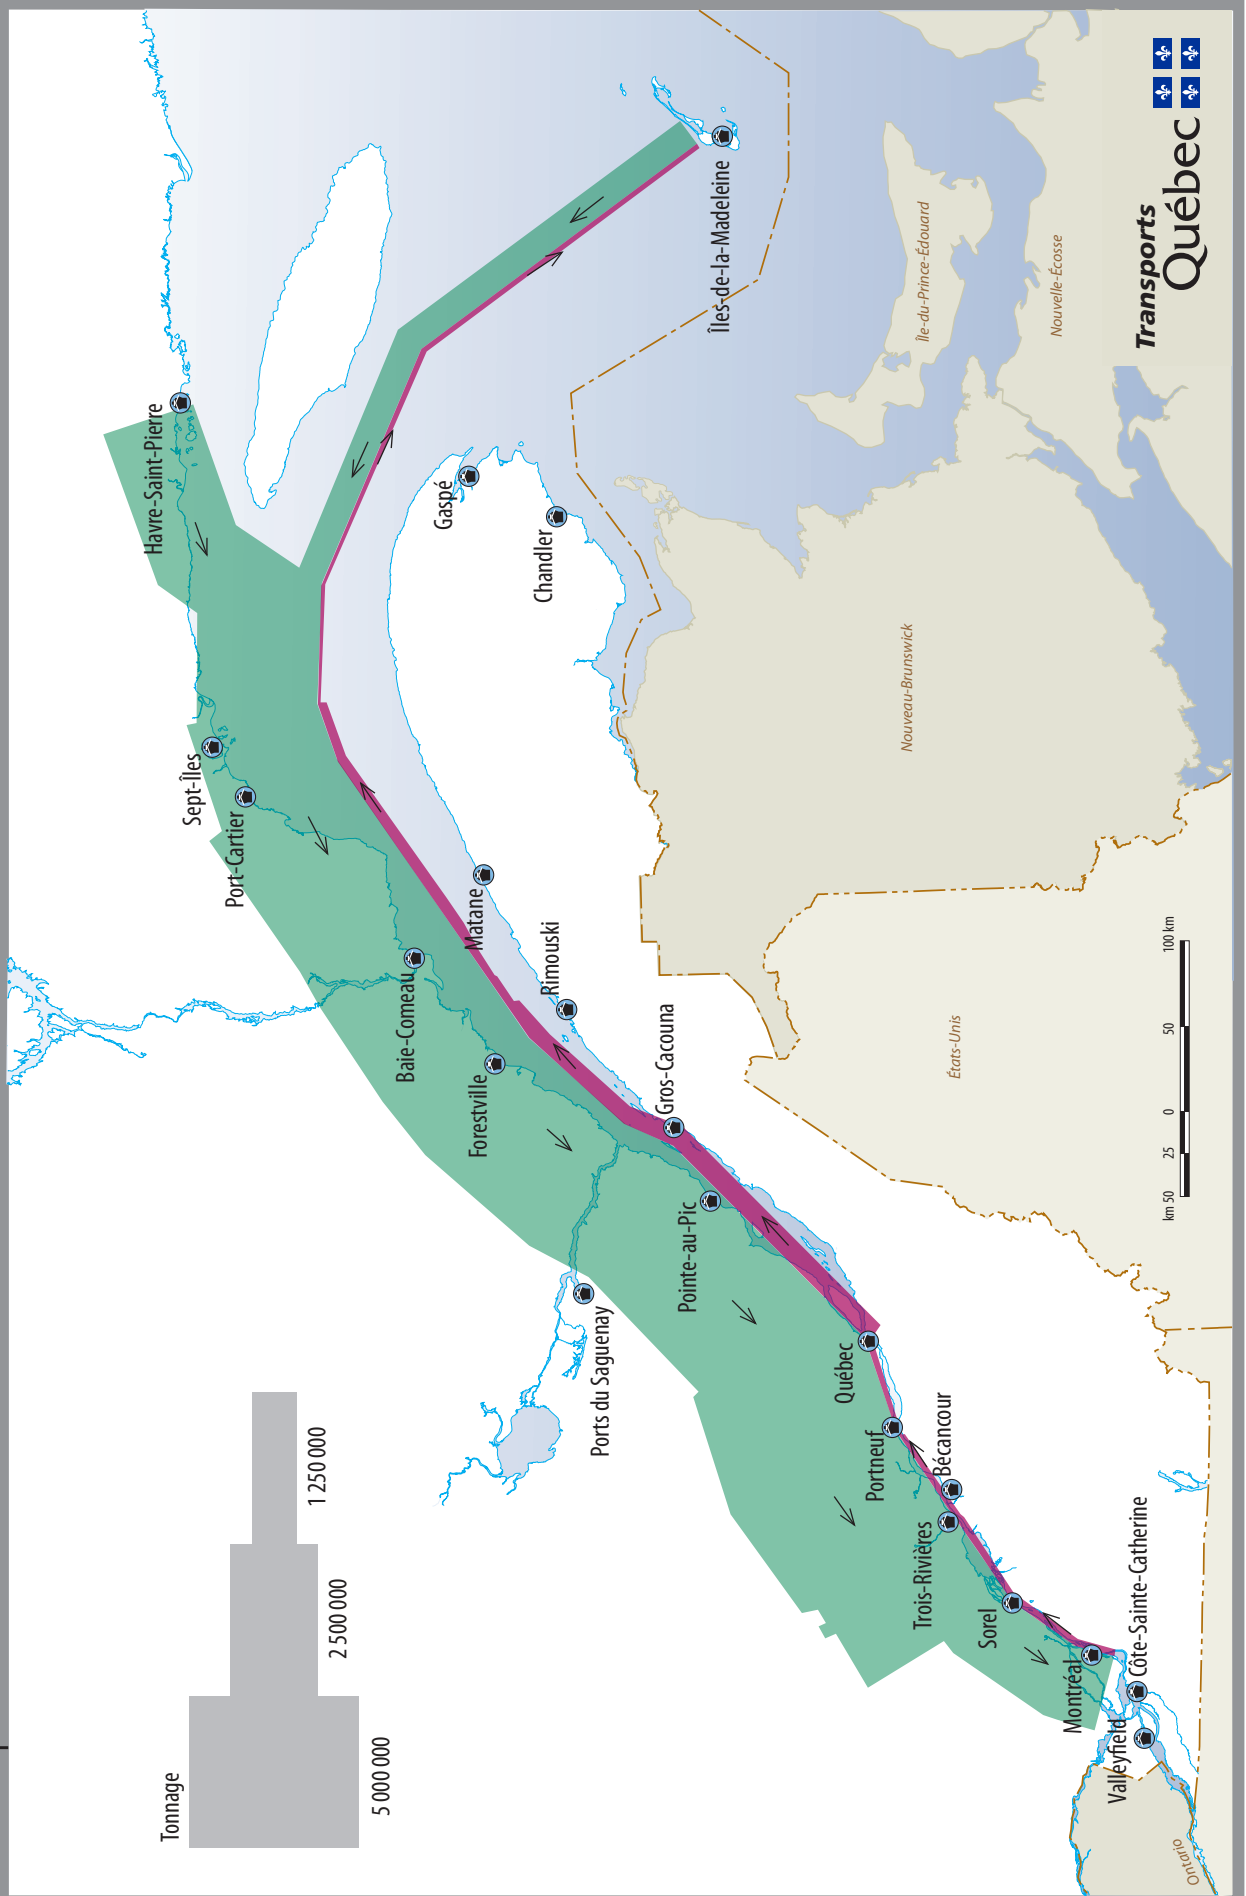 Tonnage
5 000 000
2 500 000
1 250 000
Havre-Saint-Pierre
Sept-Îles
Port-Cartier
Baie-Comeau
Forestville
Ports du Saguenay
Pointe-au-Pic
Québec
Portneuf
Bécancour
Trois-Rivières
Sorel
Montréal
Côte-Sainte-Catherine
Valleyfield
Gros-Cacouna
Rimouski
Matane
Gaspé
Chandler
Îles-de-la-Madeleine
Île-du-Prince-Édouard
Nouvelle-Écosse
Nouveau-Brunswick
États-Unis
Ontario
km 50 25 0 50 100 km
Transports
Québec